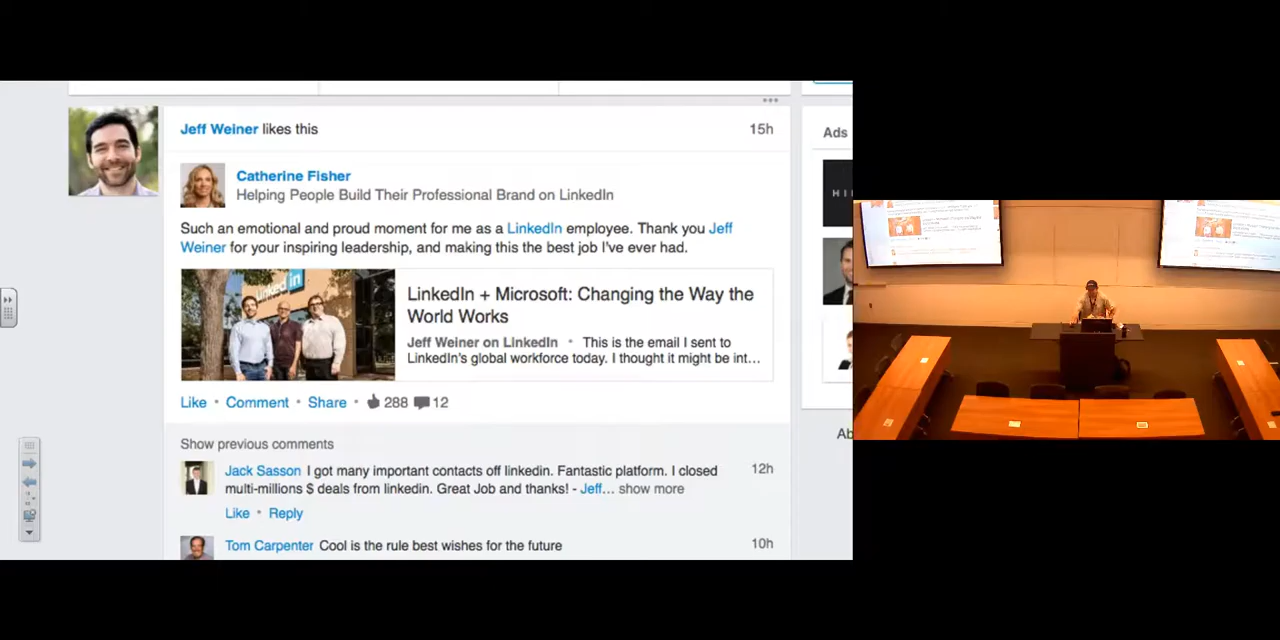 Jeff Weiner likes this 15h
Ads
Catherine Fisher
Helping People Build Their Professional Brand on LinkedIn
Such an emotional and proud moment for me as a LinkedIn employee. Thank you Jeff
Weiner for your inspiring leadership, and making this the best job I've ever had.
Linked in
LinkedIn + Microsoft: Changing the Way the
World Works
Jeff Weiner on LinkedIn • This is the email I sent to
LinkedIn's global workforce today. I thought it might be int...
Like • Comment • Share • 288 12
Show previous comments
Jack Sasson I got many important contacts off linkedin. Fantastic platform. I closed 12h
multi-millions $ deals from linkedin. Great Job and thanks! - Jeff... show more
Like • Reply
Tom Carpenter Cool is the rule best wishes for the future 10h